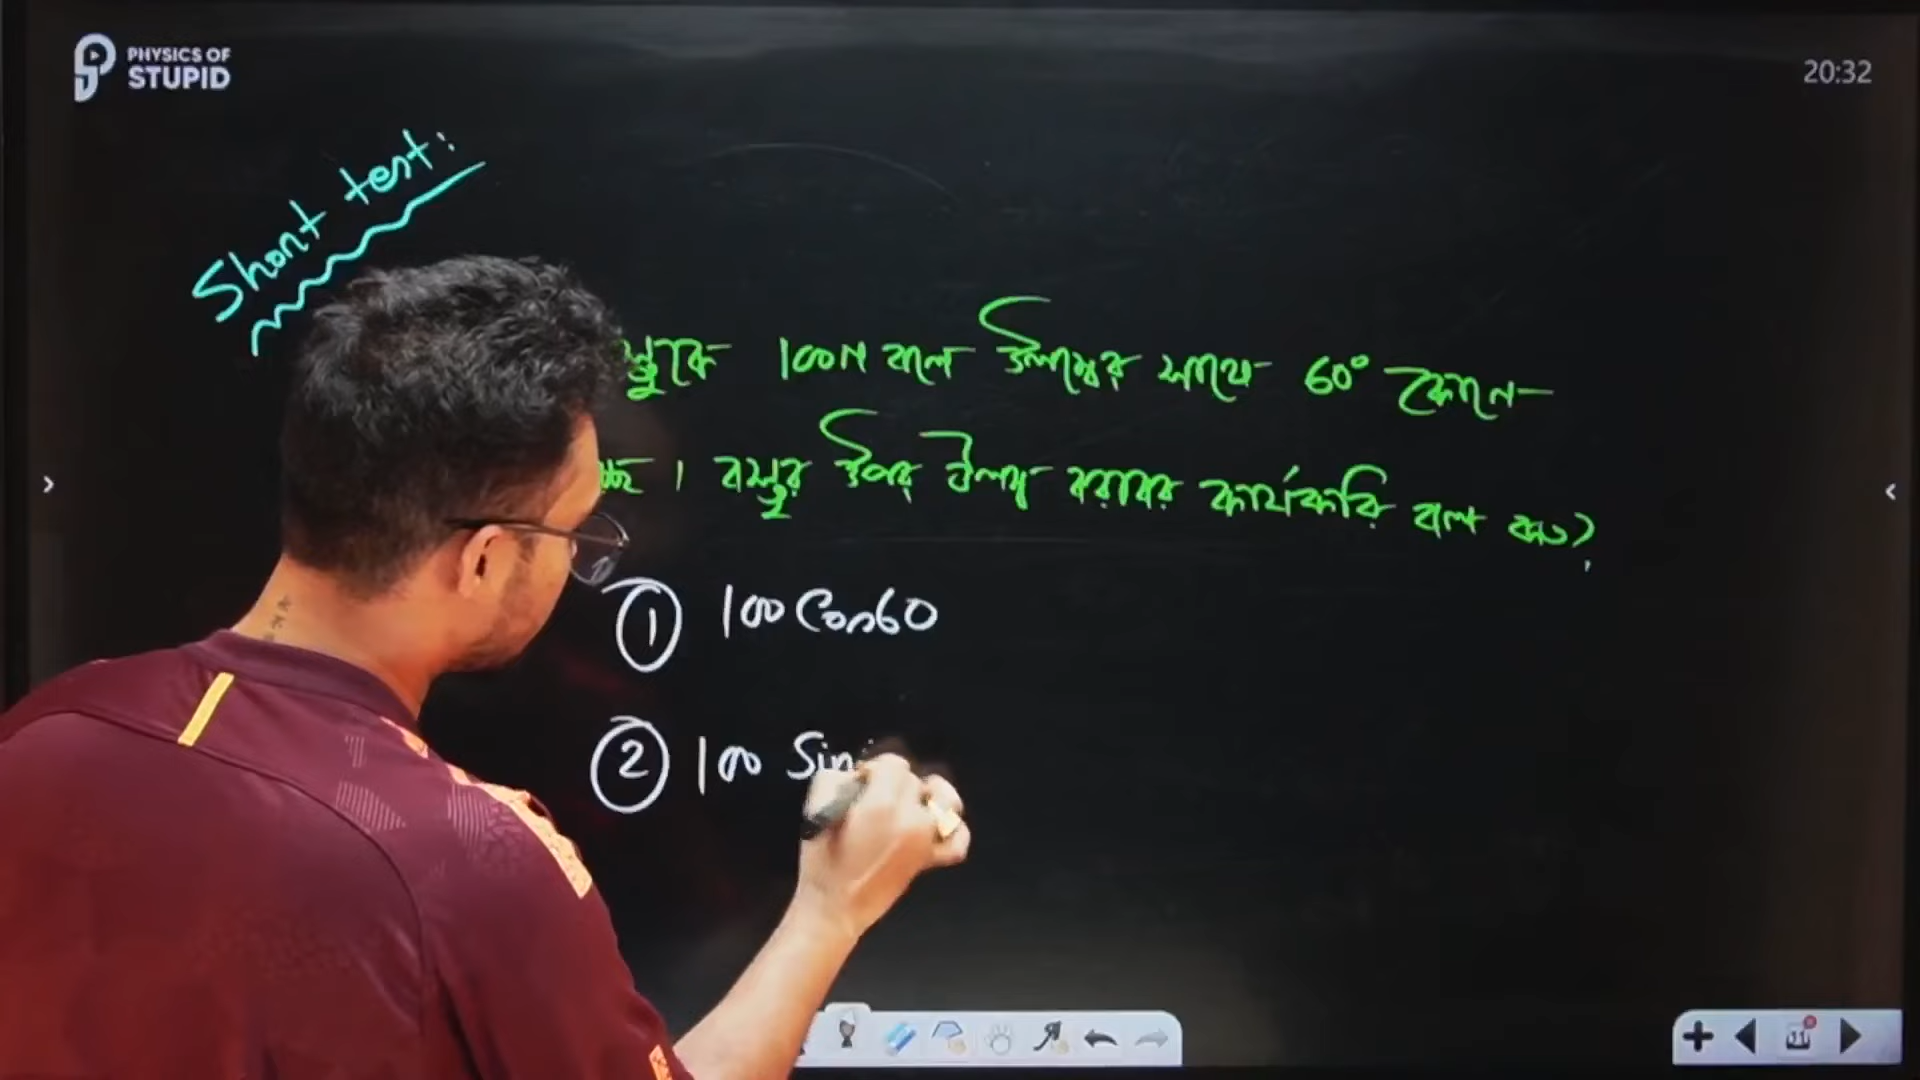 PHYSICS OF
STUPID
20:32
Short test:
100N বলে উলম্বের সাথে 60° কোনে
। বস্তুর উপর উলম্ব বরাবর কার্যকরি বল কত?
① 100 Cos60
② 100 Sin